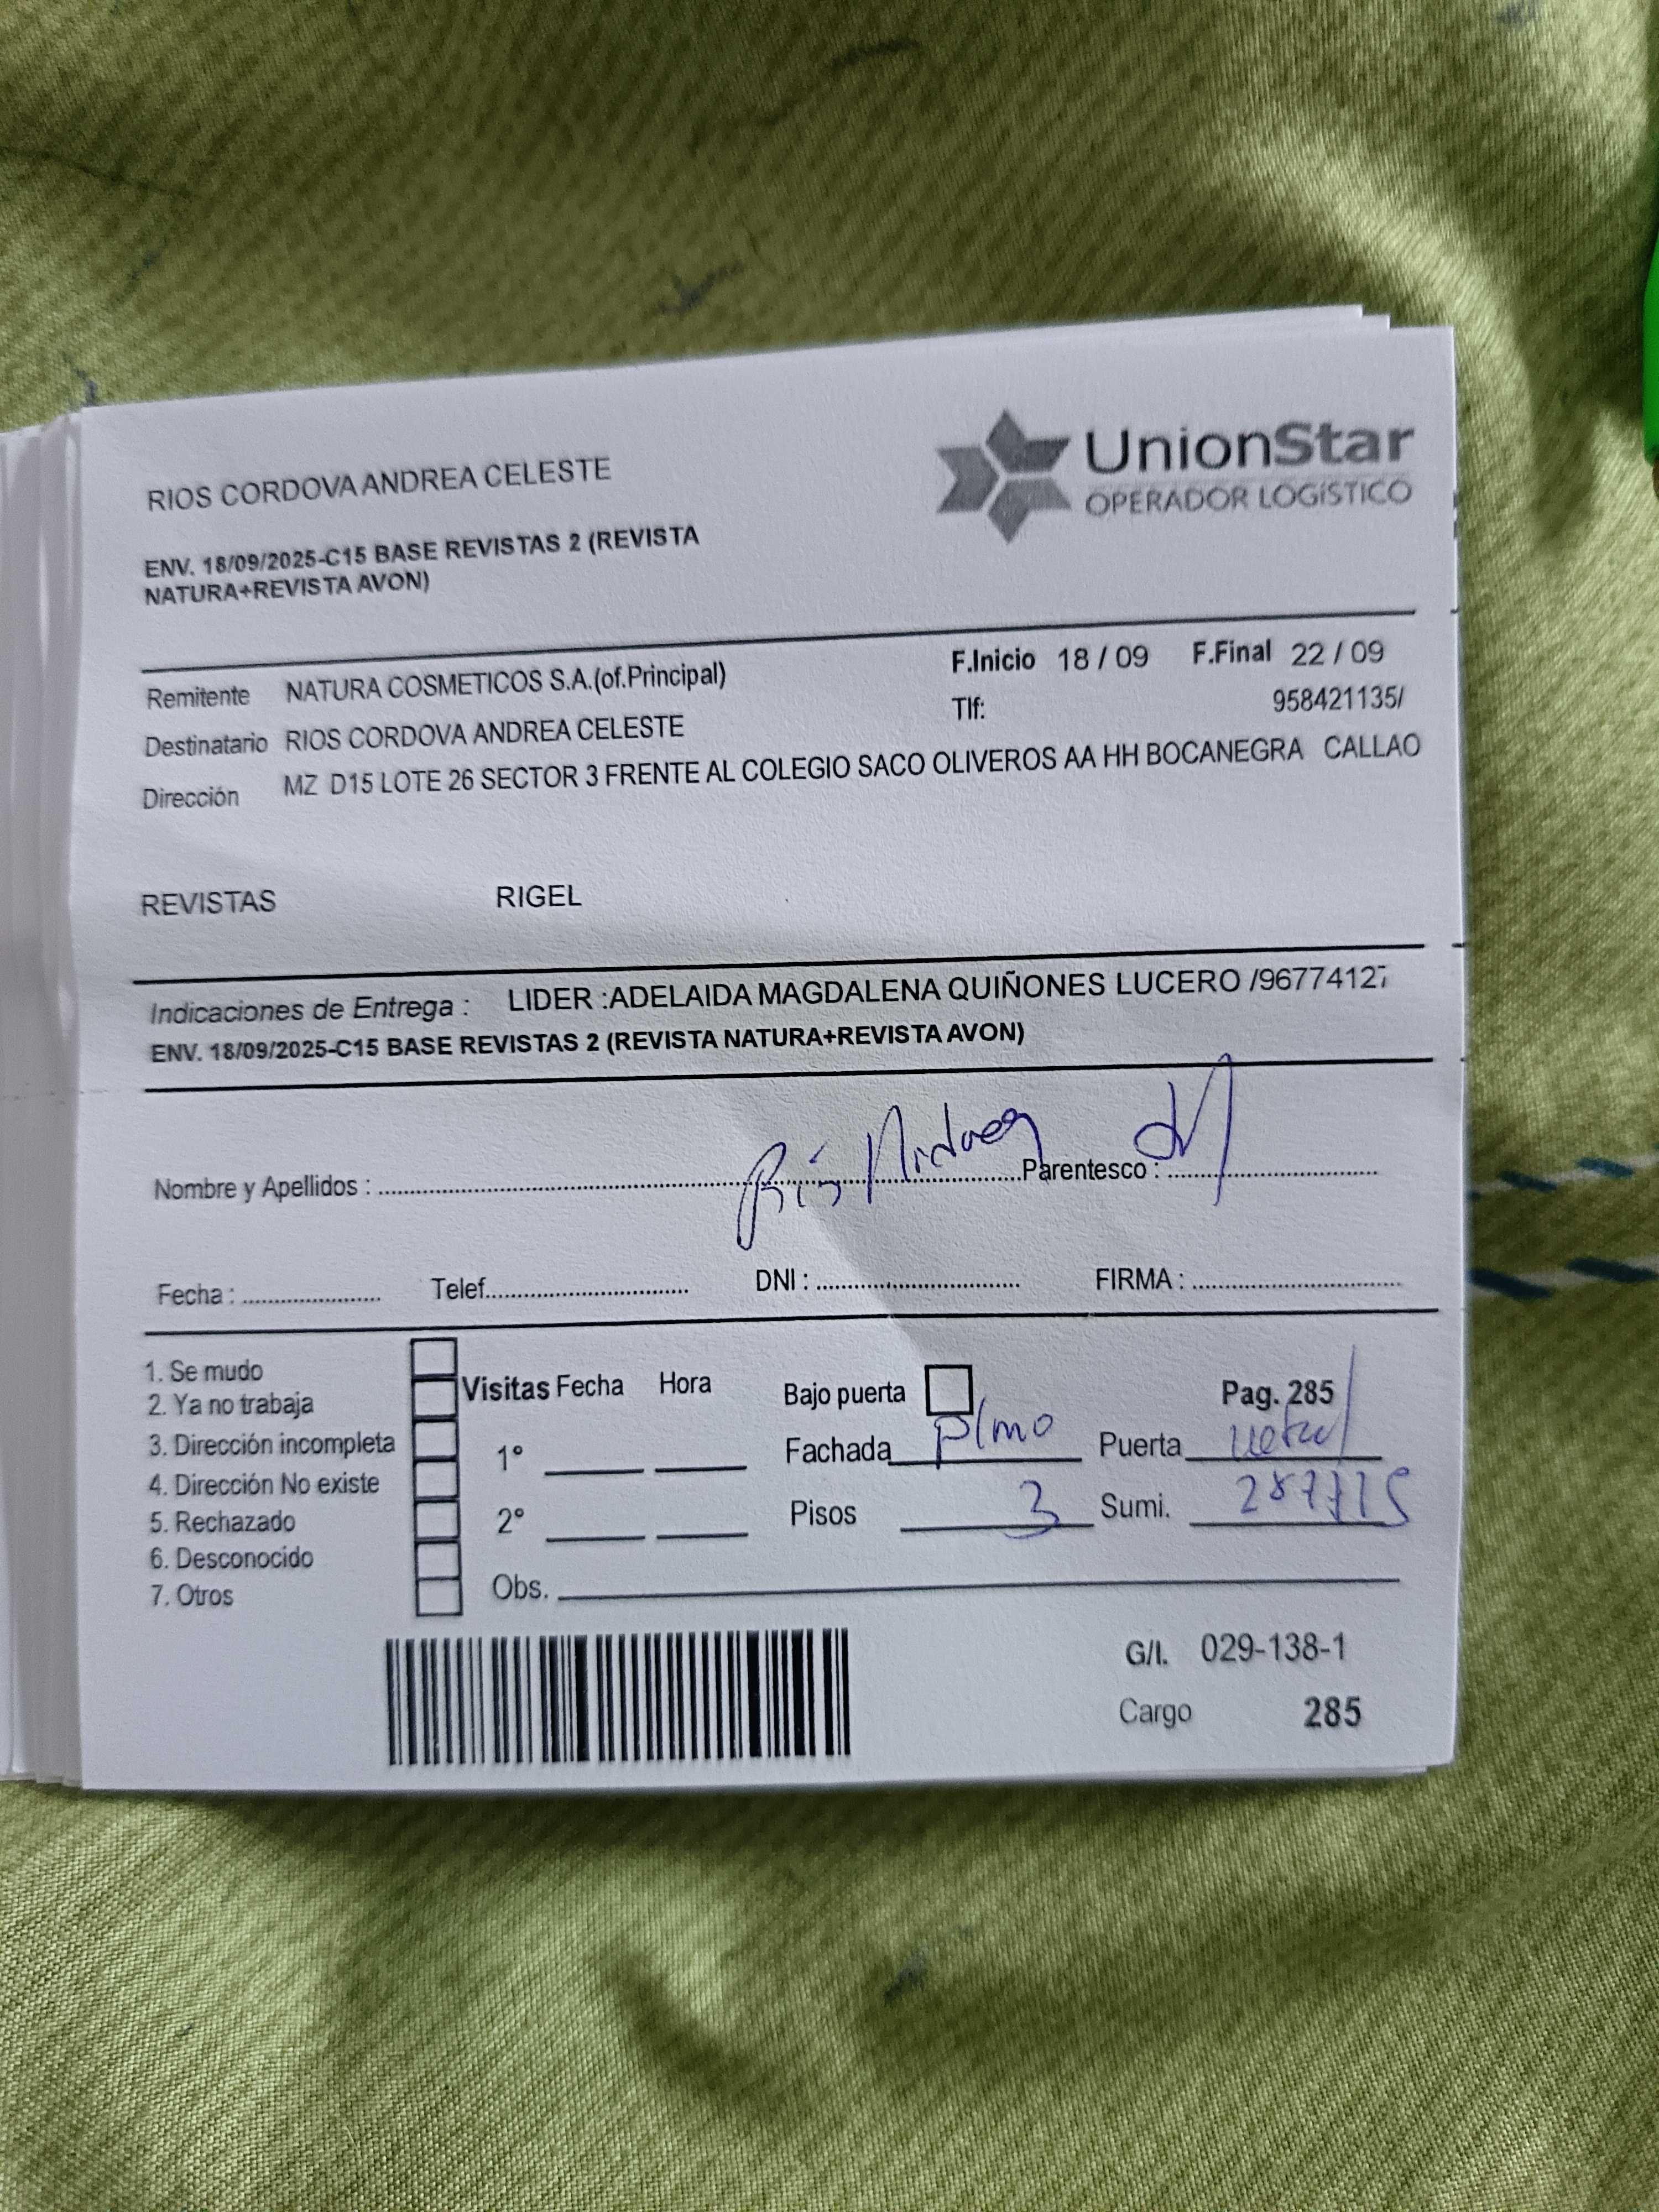 RIOS CORDOVA ANDREA CELESTE
UnionStar
OPERADOR LOGÍSTICO
ENV. 18/09/2025-C15 BASE REVISTAS 2 (REVISTA
NATURA+REVISTA AVON)
Remitente NATURA COSMETICOS S.A.(of.Principal) F.Inicio 18 / 09 F.Final 22 / 09
Destinatario RIOS CORDOVA ANDREA CELESTE Tlf: 958421135/
Dirección MZ D15 LOTE 26 SECTOR 3 FRENTE AL COLEGIO SACO OLIVEROS AA HH BOCANEGRA CALLAO
REVISTAS RIGEL
Indicaciones de Entrega : LIDER :ADELAIDA MAGDALENA QUIÑONES LUCERO /96774127
ENV. 18/09/2025-C15 BASE REVISTAS 2 (REVISTA NATURA+REVISTA AVON)
Nombre y Apellidos : Parentesco :
Fecha : Telef. DNI : FIRMA :
1. Se mudo
2. Ya no trabaja
3. Dirección incompleta
4. Dirección No existe
5. Rechazado
6. Desconocido
7. Otros
Visitas Fecha Hora
1°
2°
Obs.
Bajo puerta Pag. 285
Fachada Puerta
Pisos 3 Sumi.
G/I. 029-138-1
Cargo 285